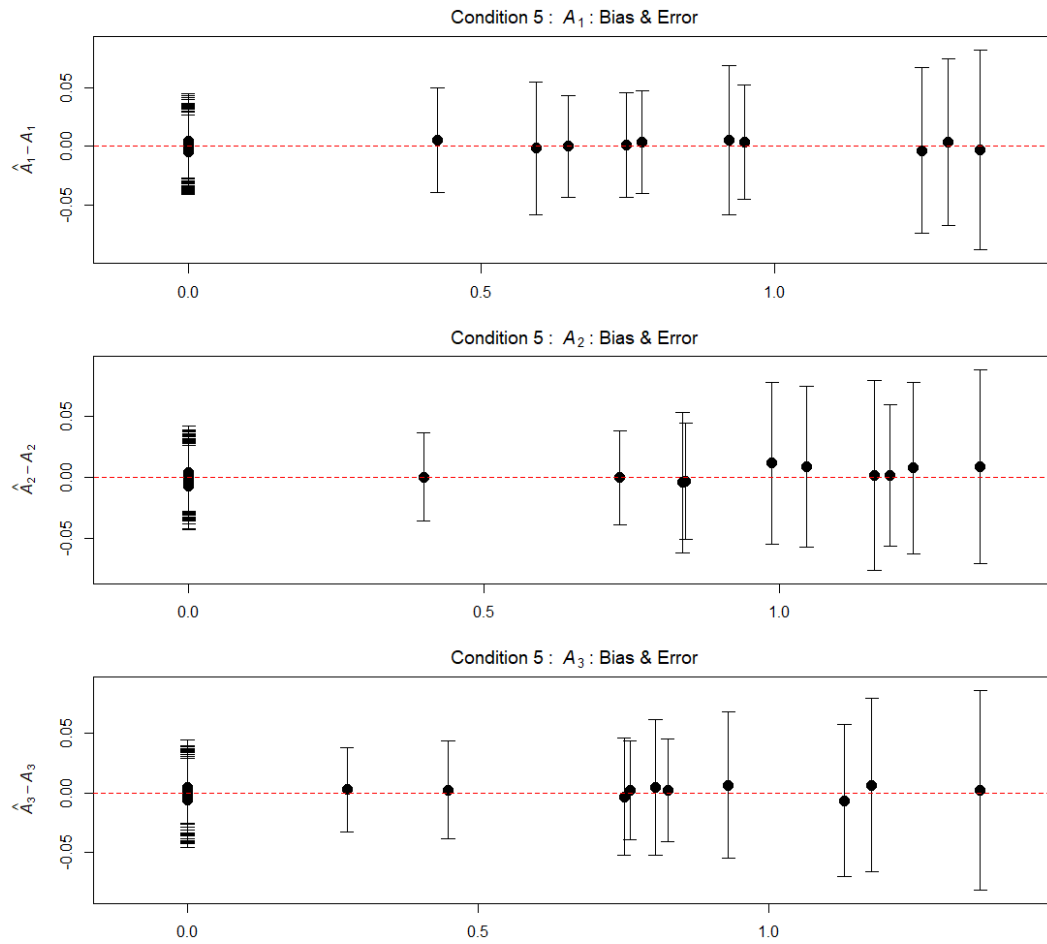 Condition 5 : A₁ : Bias & Error
0.05
0.00
-0.05
Â₁ − A₁
0.0 0.5 1.0
Condition 5 : A₂ : Bias & Error
0.05
0.00
-0.05
Â₂ − A₂
0.0 0.5 1.0
Condition 5 : A₃ : Bias & Error
0.05
0.00
-0.05
Â₃ − A₃
0.0 0.5 1.0